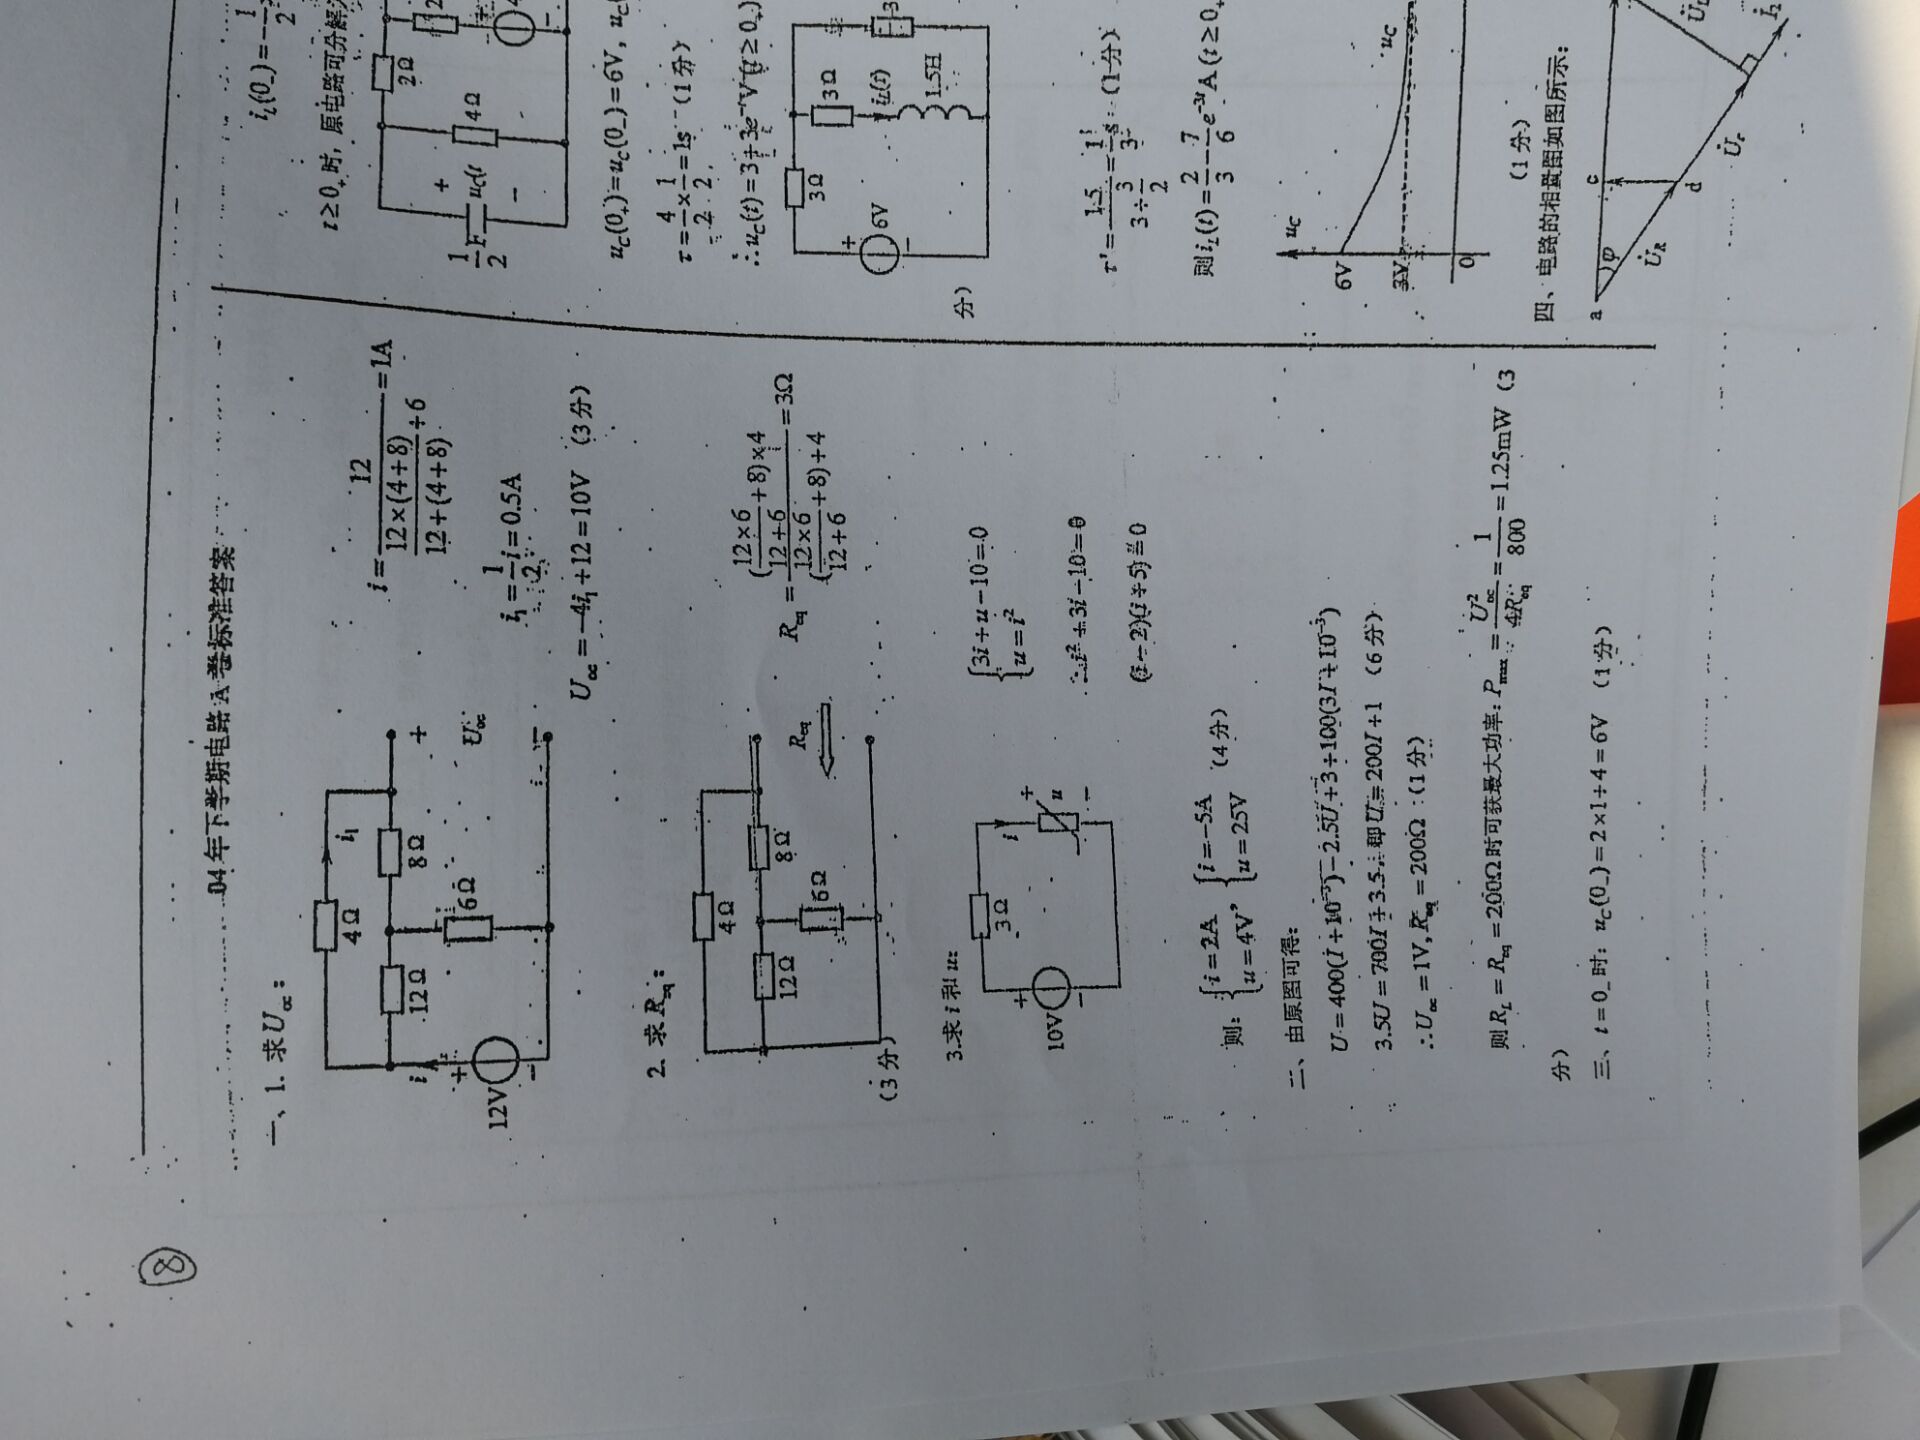 8
04年下学期电路A卷标准答案
一、1. 求U_oc:
4Ω
i₁
12Ω
8Ω
6Ω
i
12V
+
−
+
U_oc
−
i = 12 / (12×(4+8) / (12+(4+8)) + 6) = 1A
i₁ = 1/2 i = 0.5A
U_oc = −4i₁ + 12 = 10V (3分)
2. 求R_eq:
4Ω
12Ω
8Ω
6Ω
R_eq
R_eq = ((12×6)/(12+6) + 8)×4 / (((12×6)/(12+6) + 8) + 4) = 3Ω
(3分)
3.求 i 和 u:
3Ω
i
+
10V
−
+
u
−
{3i + u − 10 = 0
{u = i²
∴ i² + 3i − 10 = 0
(i − 2)(i + 5) = 0
则: {i = 2A {i = −5A (4分)
{u = 4V, {u = 25V
二、由原图可得:
U = 400(I + 10⁻³) − 2.5U + 3 + 100(3I + 10⁻³)
3.5U = 700I + 3.5 即U = 200I + 1 (6分)
∴ U_oc = 1V, R_eq = 200Ω (1分)
则 R_L = R_eq = 200Ω时可获最大功率: P_max = U²_oc / 4R_eq = 1/800 = 1.25mW (3
分)
三、t = 0_时: u_C(0_) = 2×1+4 = 6V (1分)
i_L(0_) = − 1/2
t ≥ 0₊时, 原电路可分解
2Ω
4Ω
+
u_C(t
−
1/2 F
−
u_C(0₊) = u_C(0_) = 6V,
τ = 4/2 × 1/2 = 1s (1分)
∴ u_C(t) = 3 + 3e⁻ᵗV (t ≥ 0₊)
3Ω
3Ω
i_L(t)
1.5H
3
+
6V
−
分)
τ' = 1.5 / (3 + 3/2) = 1/3 s (1分)
则 i_L(t) = 2/3 − 7/6 e⁻³ᵗ A (t ≥ 0₊
u_C
6V
3V
0
u_C
(1分)
四、电路的相量图如图所示:
a
φ
c
d
U̇_R
U̇_r
U̇_L
İ₂